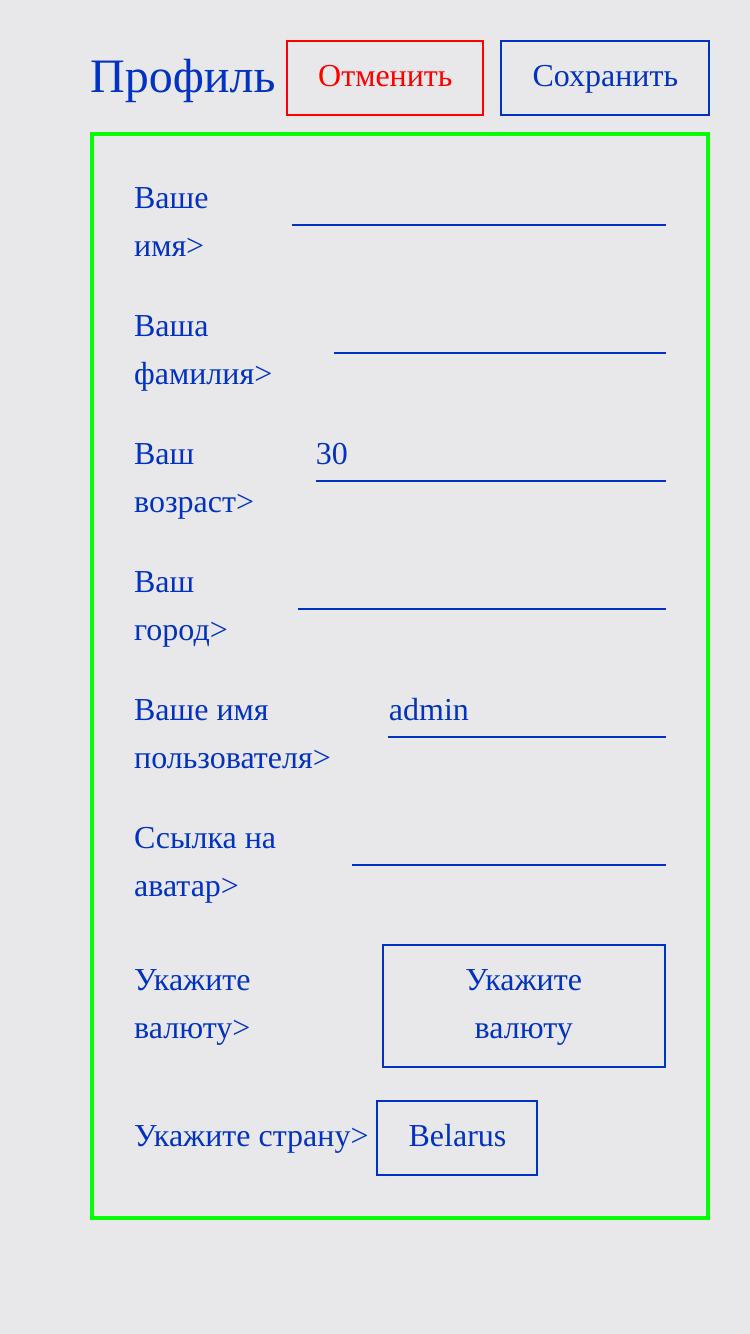 Профиль Отменить Сохранить
Ваше
имя>
Ваша
фамилия>
Ваш 30
возраст>
Ваш
город>
Ваше имя admin
пользователя>
Ссылка на
аватар>
Укажите Укажите
валюту> валюту
Укажите страну> Belarus